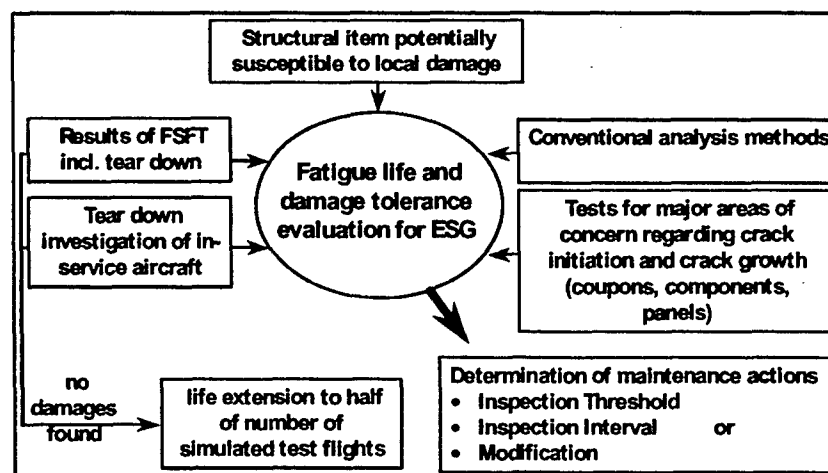 Structural item potentially
susceptible to local damage
Results of FSFT
incl. tear down
Conventional analysis methods
Fatigue life and
damage tolerance
evaluation for ESG
Tear down
investigation of in-
service aircraft
Tests for major areas of
concern regarding crack
initiation and crack growth
(coupons, components,
panels)
no
damages
found
life extension to half
of number of
simulated test flights
Determination of maintenance actions
• Inspection Threshold
• Inspection Interval or
• Modification